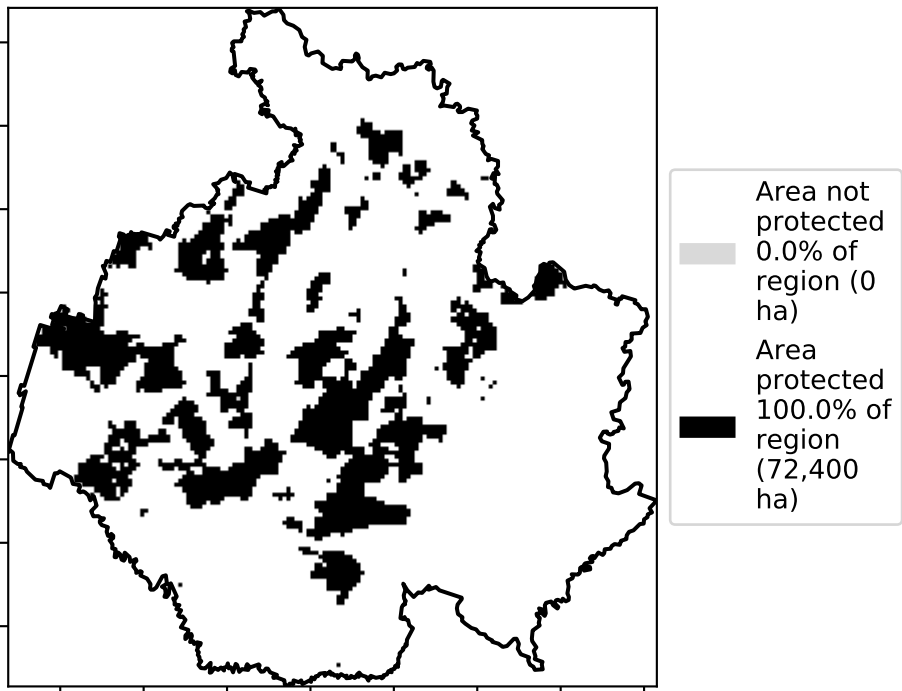 Area not
protected
0.0% of
region (0
ha)
Area
protected
100.0% of
region
(72,400
ha)